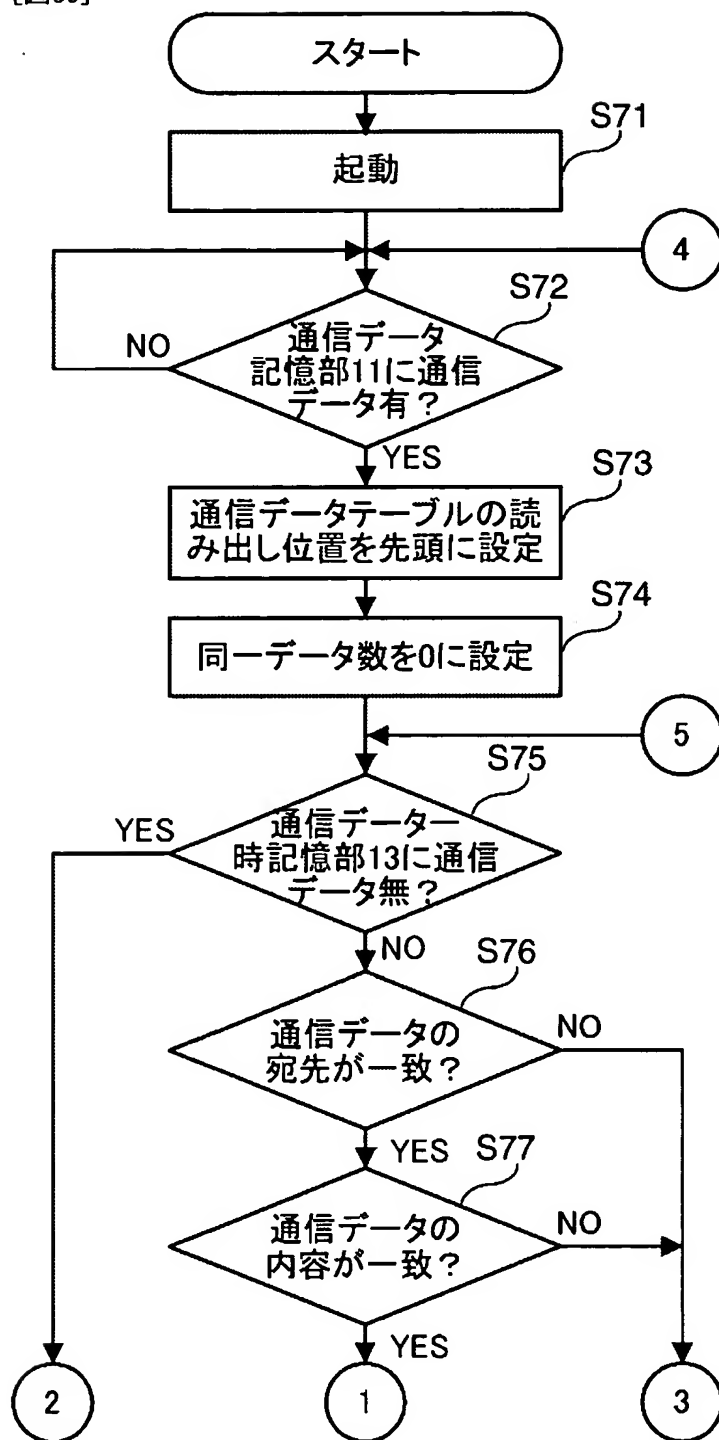 スタート
S71
起動
4
S72
NO
通信データ
記憶部11に通信
データ有?
YES
S73
通信データテーブルの読
み出し位置を先頭に設定
S74
同一データ数を0に設定
5
S75
YES
通信データ一
時記憶部13に通信
データ無?
NO
S76
通信データの
宛先が一致?
NO
YES
S77
通信データの
内容が一致?
NO
YES
2
1
3